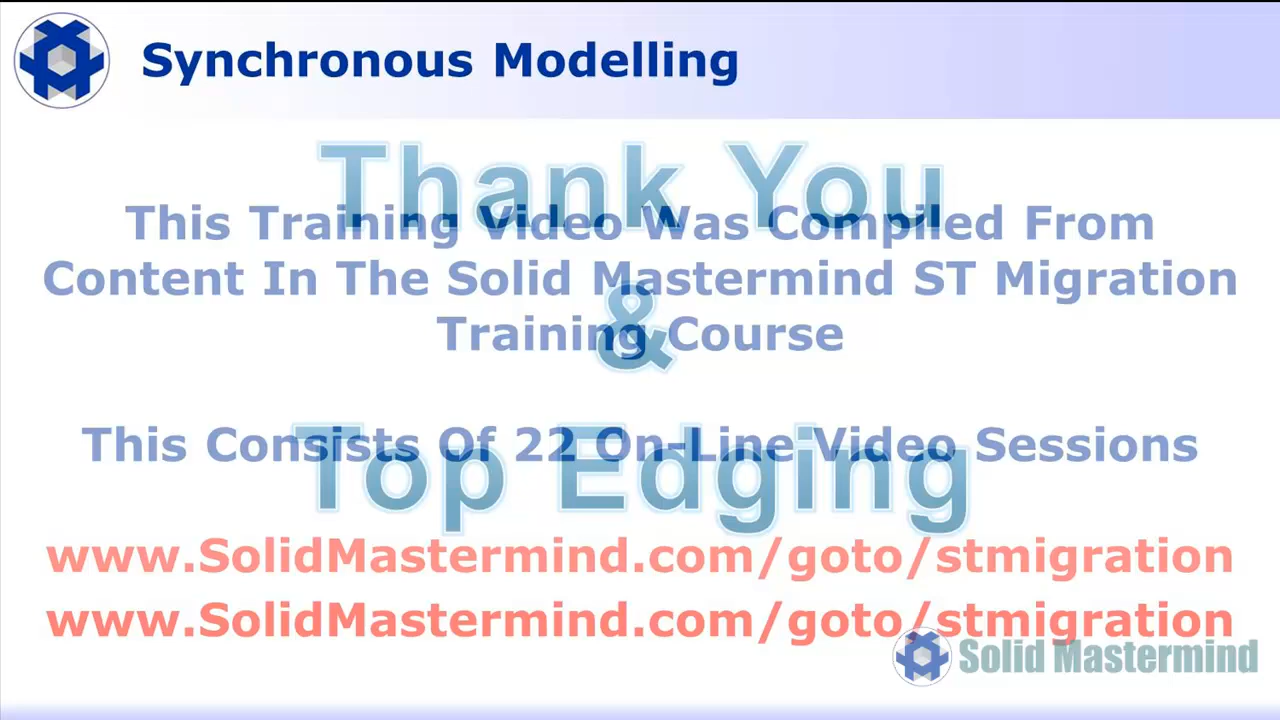 Synchronous Modelling
Thank You
This Training Video Was Compiled From
Content In The Solid Mastermind ST Migration
&
Training Course
This Consists Of 22 On-Line Video Sessions
Top Edging
www.SolidMastermind.com/goto/stmigration
www.SolidMastermind.com/goto/stmigration
Solid Mastermind